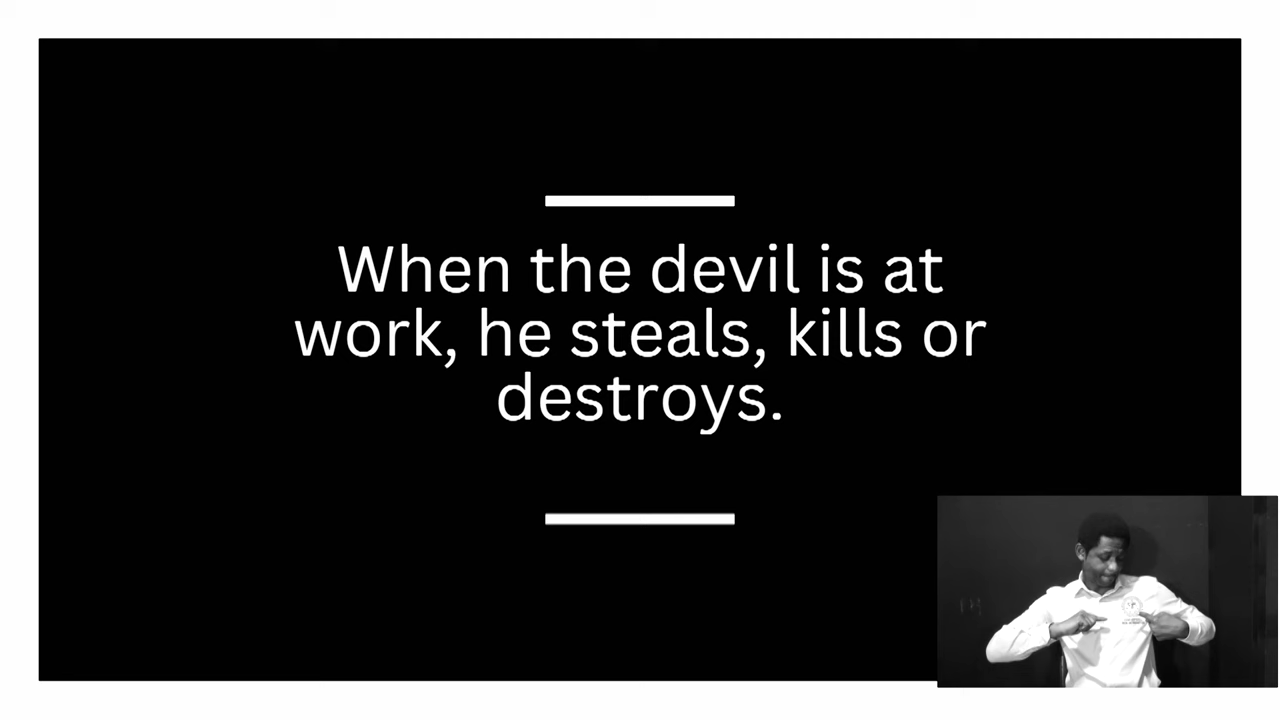 When the devil is at
work, he steals, kills or
destroys.